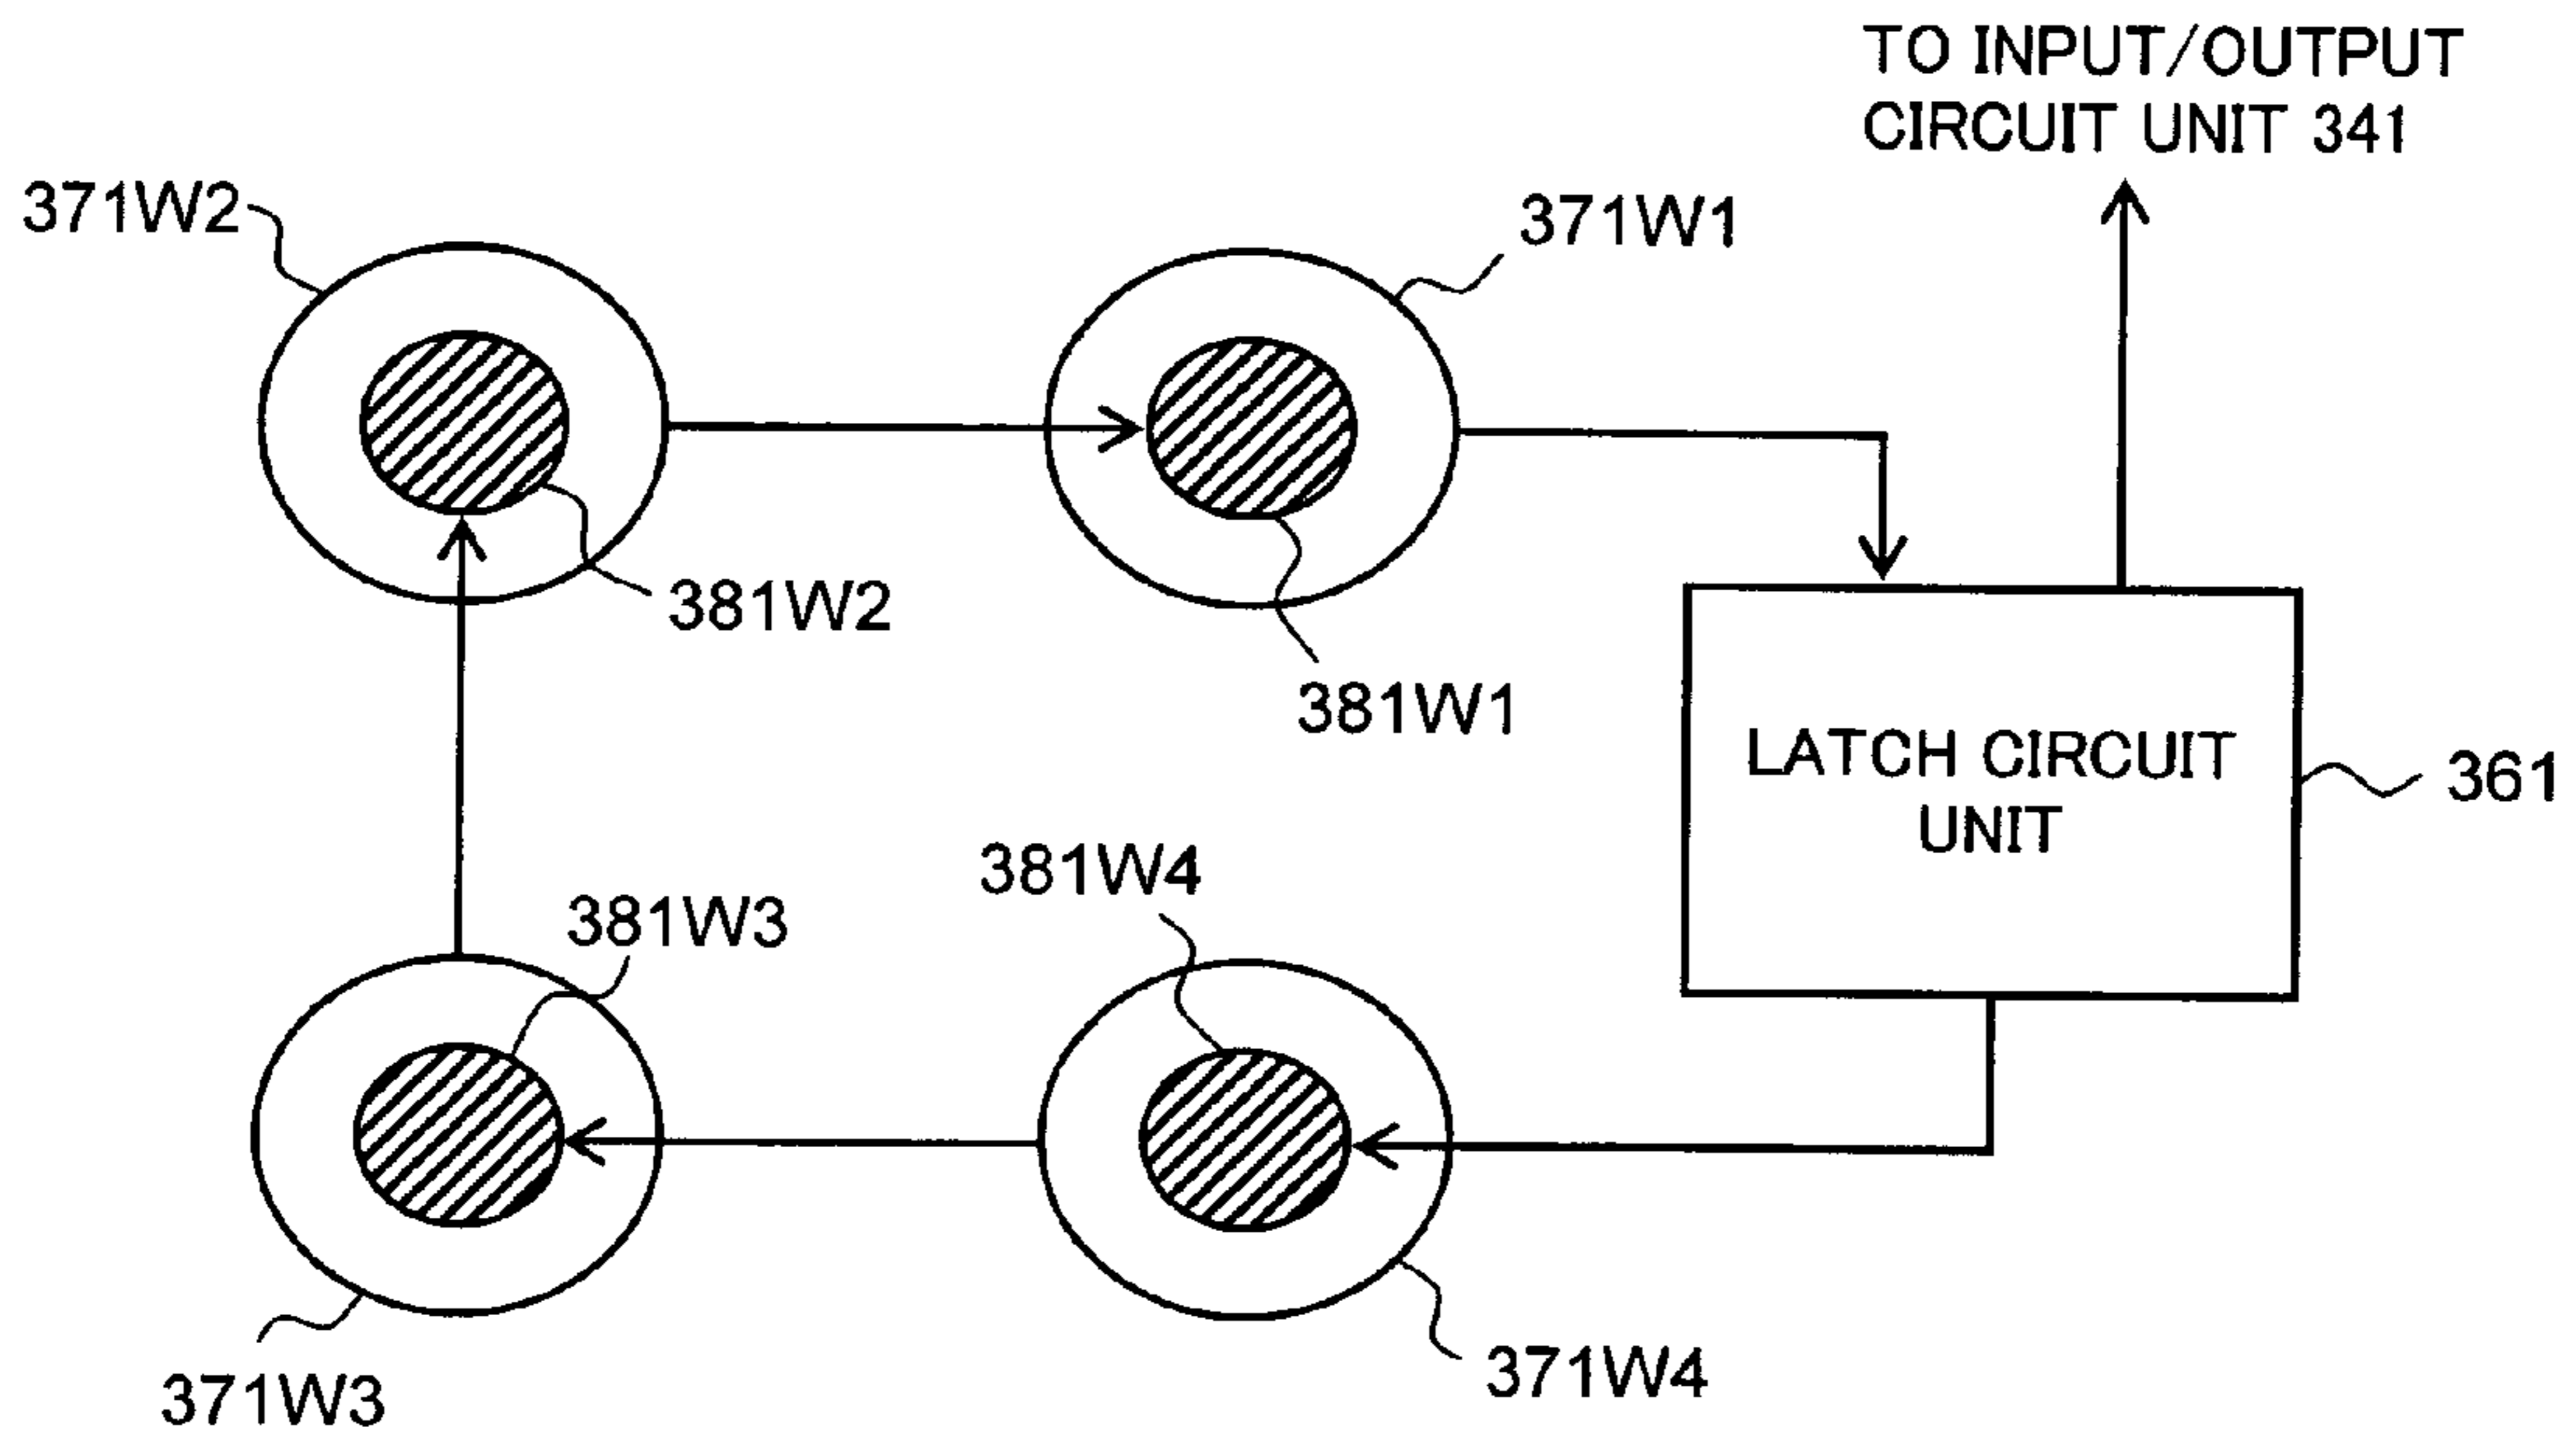 TO INPUT/OUTPUT
CIRCUIT UNIT 341
371W2
371W1
381W2
381W1
LATCH CIRCUIT
UNIT
361
381W4
381W3
371W4
371W3